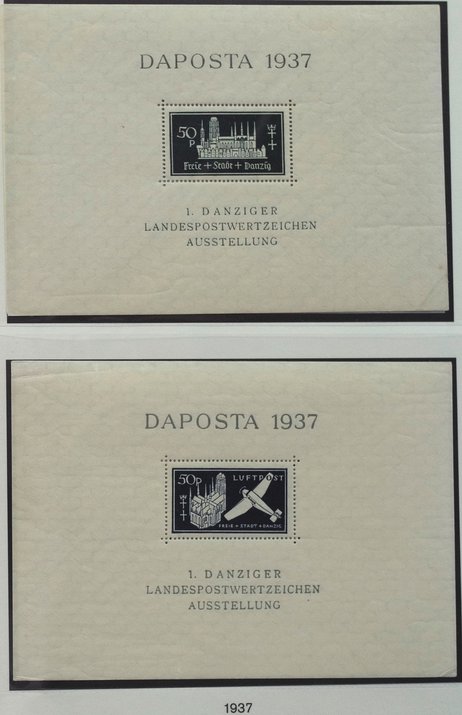 DAPOSTA 1937
50
P
Freie + Stadt + Danzig
1. DANZIGER
LANDESPOSTWERTZEICHEN
AUSSTELLUNG
DAPOSTA 1937
50P
LUFTPOST
FREIE + STADT + DANZIG
1. DANZIGER
LANDESPOSTWERTZEICHEN
AUSSTELLUNG
1937